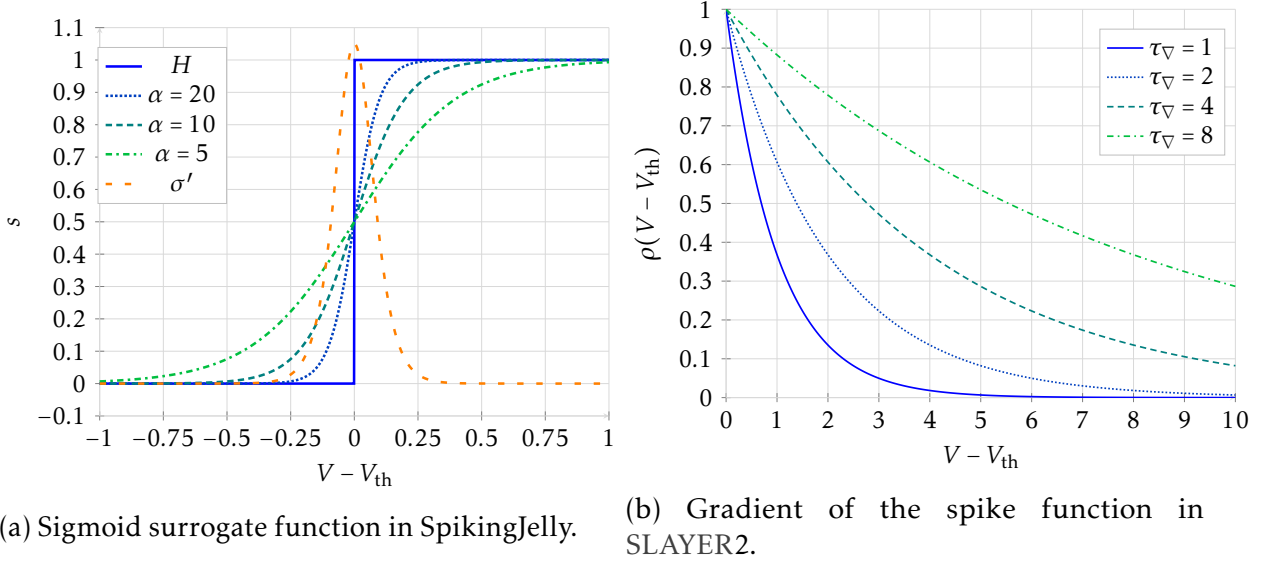 1.1
1
0.9
0.8
0.7
0.6
0.5
0.4
0.3
0.2
0.1
0
−0.1
s
H
α = 20
α = 10
α = 5
σ′
−1 −0.75 −0.5 −0.25 0 0.25 0.5 0.75 1
V − Vth
(a) Sigmoid surrogate function in SpikingJelly.
1
0.9
0.8
0.7
0.6
0.5
0.4
0.3
0.2
0.1
0
ρ(V − Vth)
τ∇ = 1
τ∇ = 2
τ∇ = 4
τ∇ = 8
0 1 2 3 4 5 6 7 8 9 10
V − Vth
(b) Gradient of the spike function in
SLAYER2.